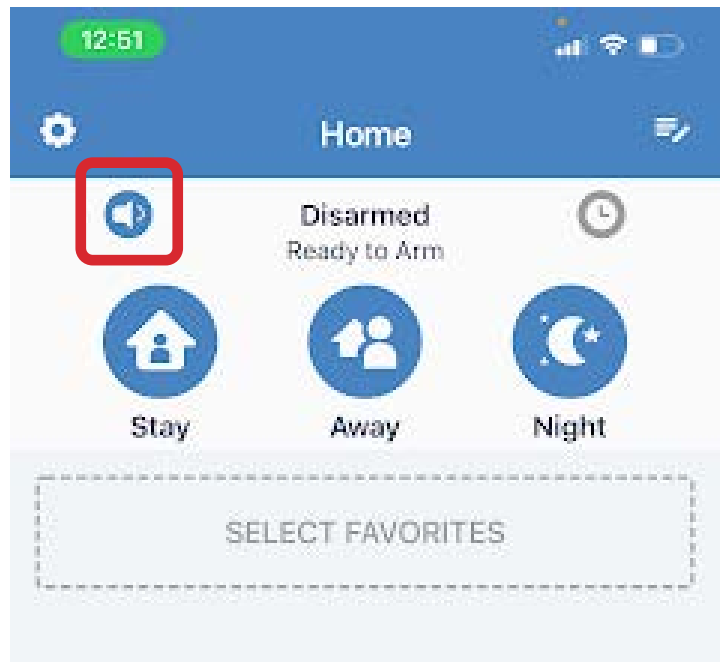 12:51
Home
Disarmed
Ready to Arm
Stay
Away
Night
SELECT FAVORITES